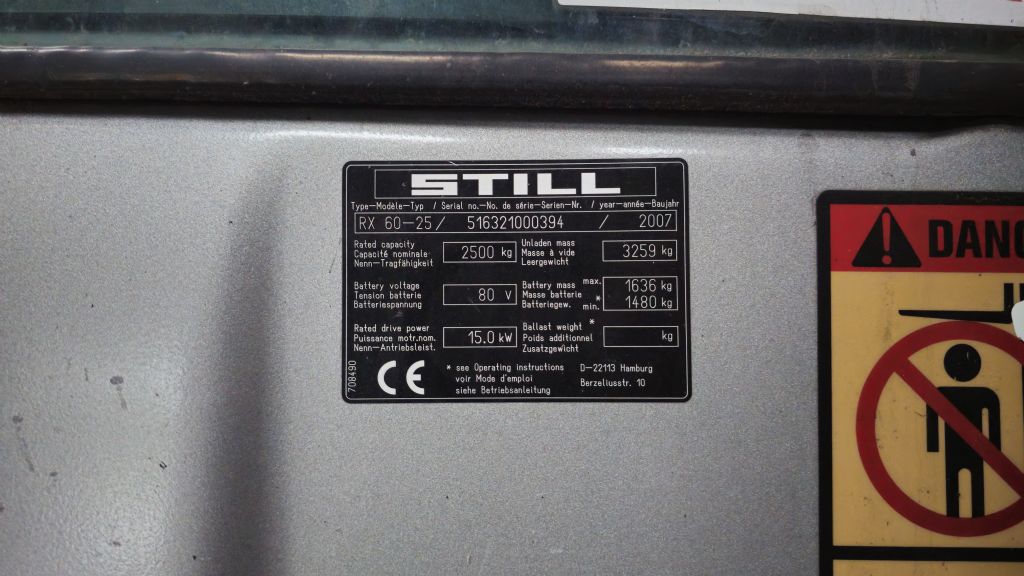 STILL
Type-Modèle-Typ / Serial no.-No. de série-Serien-Nr. / year-année-Baujahr
RX 60-25 / 516321000394 / 2007
Rated capacity
Capacité nominale
Nenn-Tragfähigkeit
2500 kg
Unladen mass
Masse à vide
Leergewicht
3259 kg
Battery voltage
Tension batterie
Batteriespannung
80 V
Battery mass max.
Masse batterie *
Batteriegew. min.
1636 kg
1480 kg
Rated drive power
Puissance motr.nom.
Nenn-Antriebsleist.
15.0 kW
Ballast weight *
Poids additionnel
Zusatzgewicht
kg
708490
CE
* see Operating instructions
voir Mode d'emploi
siehe Betriebsanleitung
D-22113 Hamburg
Berzeliusstr. 10
DANG